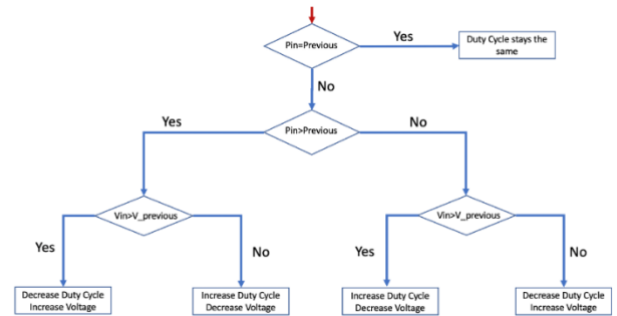 Pin=Previous
Yes
Duty Cycle stays the
same
No
Yes
Pin>Previous
No
Vin>V_previous
Vin>V_previous
Yes
No
Yes
No
Decrease Duty Cycle
Increase Voltage
Increase Duty Cycle
Decrease Voltage
Increase Duty Cycle
Decrease Voltage
Decrease Duty Cycle
Increase Voltage